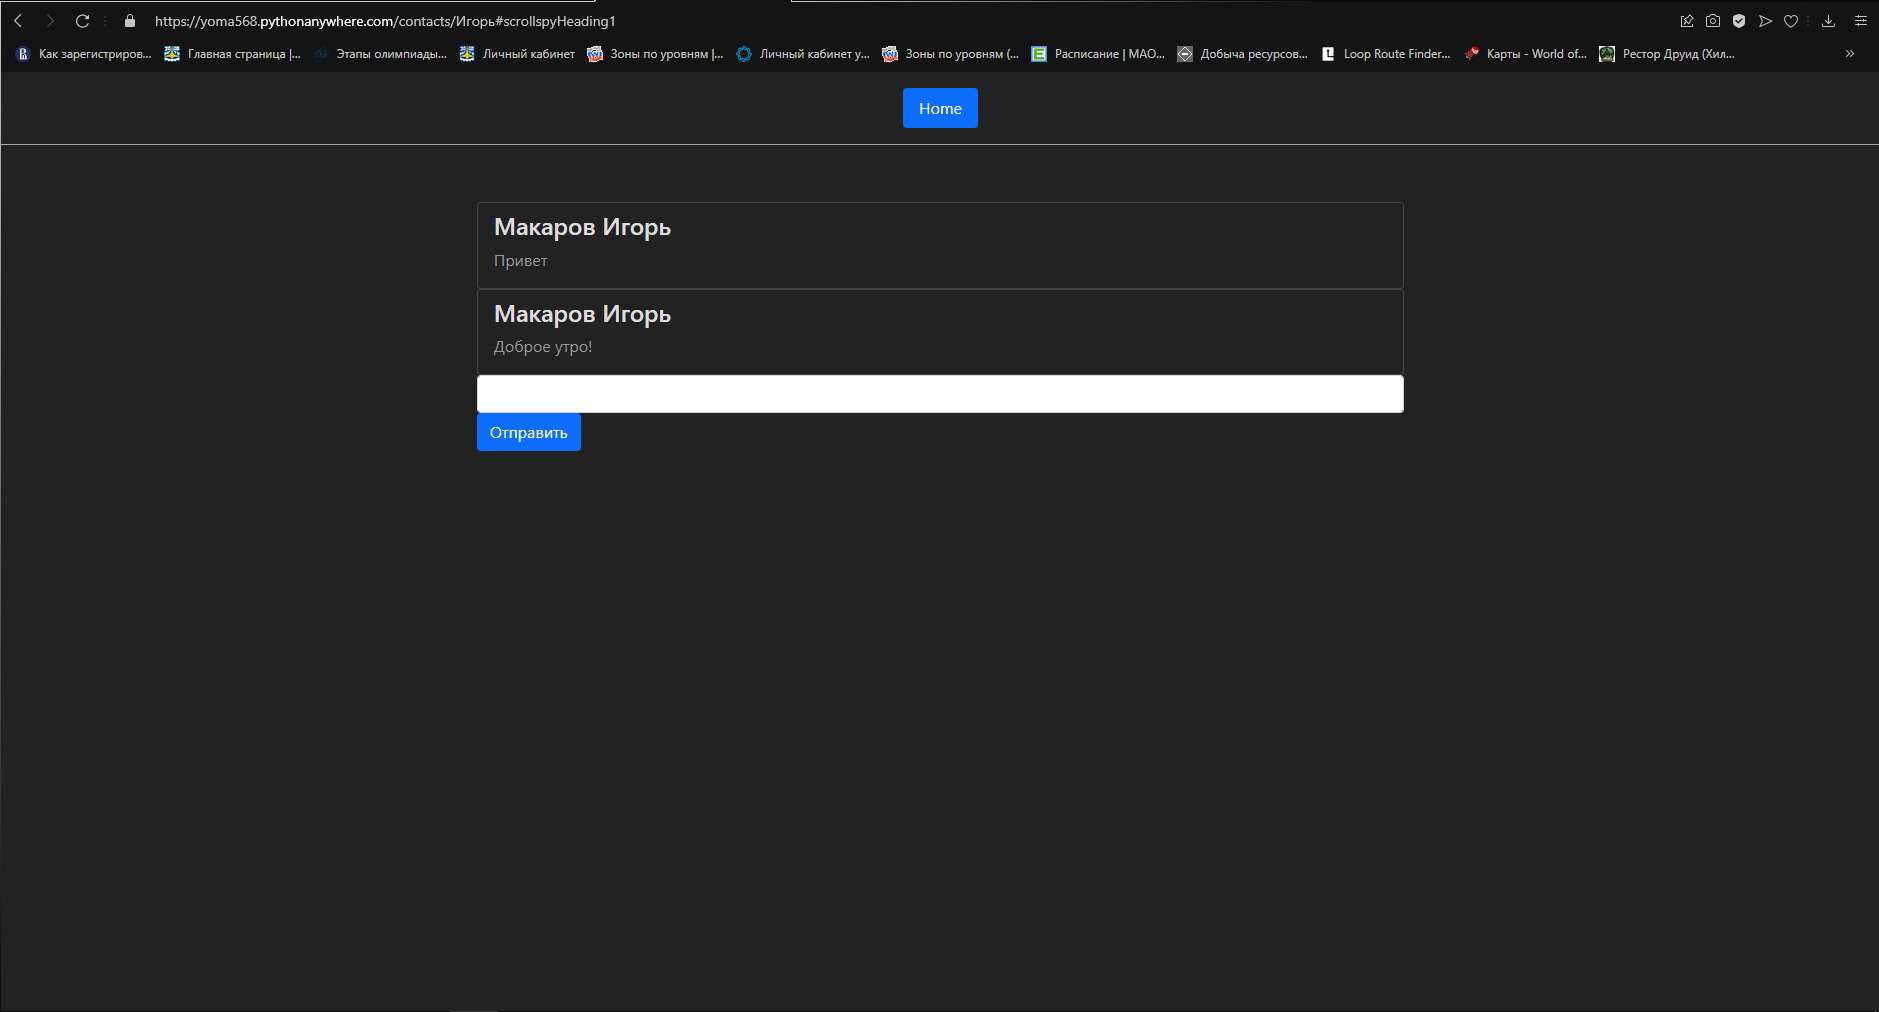 https://yoma568.pythonanywhere.com/contacts/Игорь#scrollspyHeading1
Как зарегистриров... Главная страница |... Этапы олимпиады... Личный кабинет Зоны по уровням |... Личный кабинет у... Зоны по уровням (... Расписание | МАО... Добыча ресурсов... Loop Route Finder... Карты - World of... Рестор Друид (Хил...
Home
Макаров Игорь
Привет
Макаров Игорь
Доброе утро!
Отправить